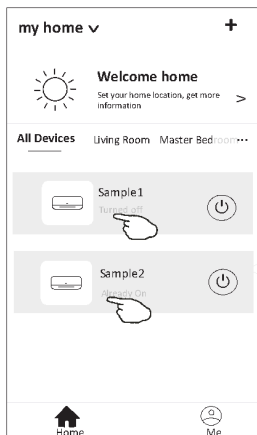 my home
Welcome home
Set your home location, get more
information
All Devices Living Room Master Bedroom
Sample1
Turned off
Sample2
Already On
Home Me